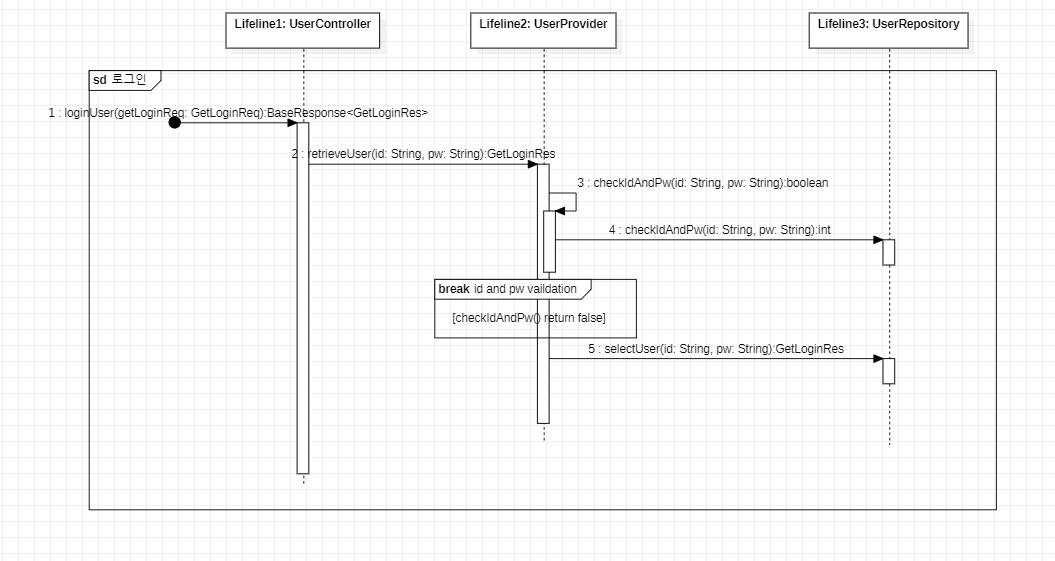 Lifeline1: UserController
Lifeline2: UserProvider
Lifeline3: UserRepository
sd 로그인
1 : loginUser(getLoginReq: GetLoginReq):BaseResponse<GetLoginRes>
2 : retrieveUser(id: String, pw: String):GetLoginRes
3 : checkIdAndPw(id: String, pw: String):boolean
4 : checkIdAndPw(id: String, pw: String):int
break id and pw vaildation
[checkIdAndPw() return false]
5 : selectUser(id: String, pw: String):GetLoginRes